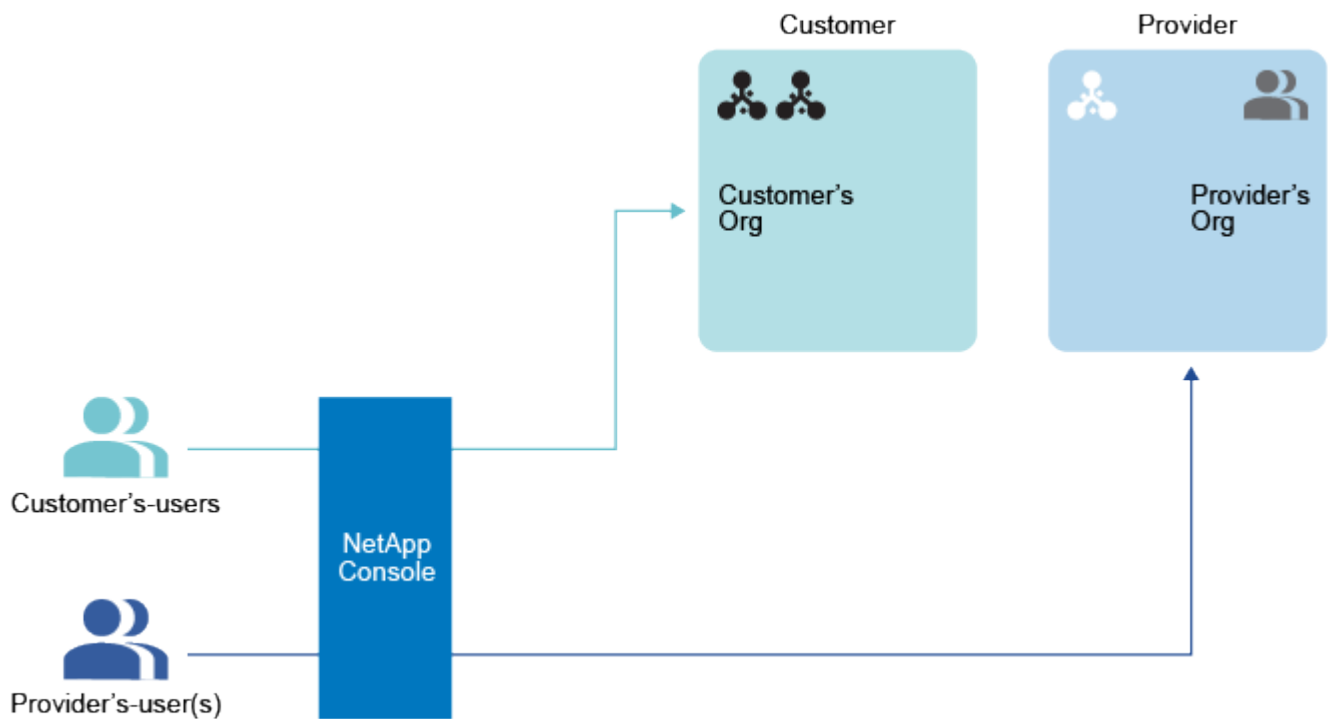 Customer
Provider
Customer's
Org
Provider's
Org
Customer's-users
NetApp
Console
Provider's-user(s)